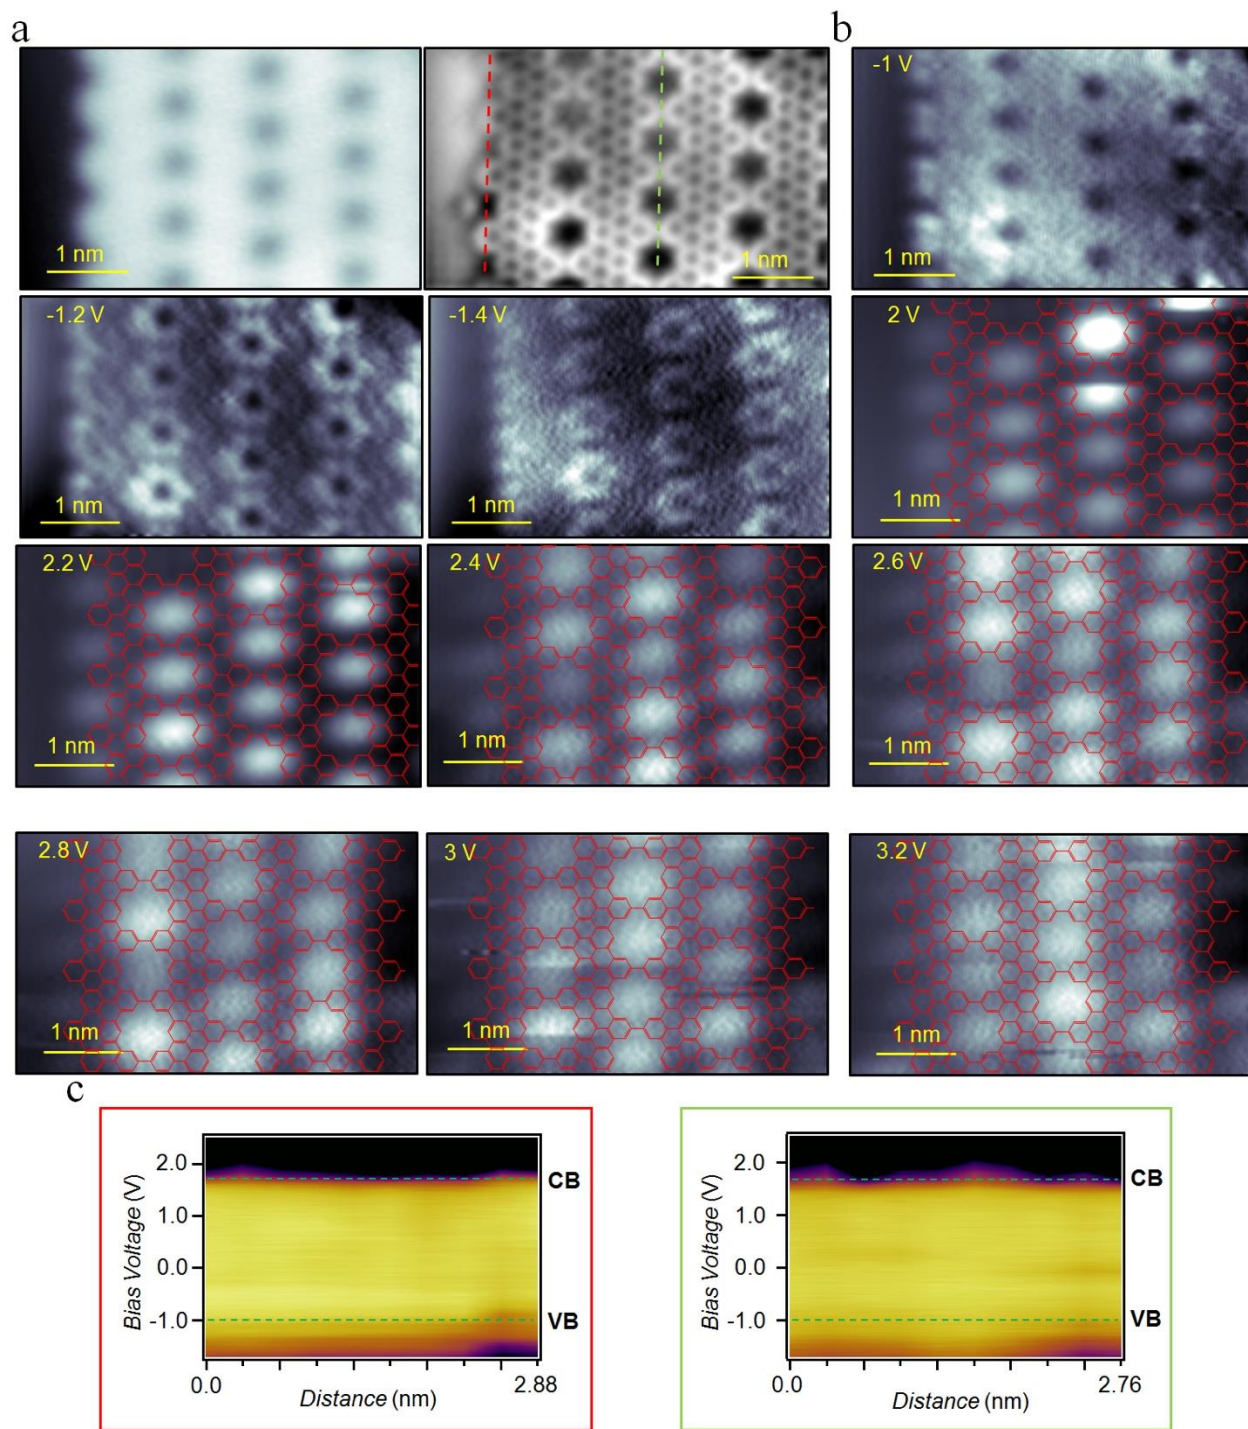 a
b
1 nm
1 nm
-1 V
1 nm
-1.2 V
1 nm
-1.4 V
1 nm
2 V
1 nm
2.2 V
1 nm
2.4 V
1 nm
2.6 V
1 nm
2.8 V
1 nm
3 V
1 nm
3.2 V
1 nm
c
Bias Voltage (V)
2.0
1.0
0.0
-1.0
CB
VB
0.0
2.88
Distance (nm)
Bias Voltage (V)
2.0
1.0
0.0
-1.0
CB
VB
0.0
2.76
Distance (nm)